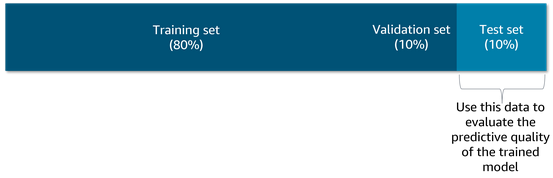 Training set
(80%)
Validation set
(10%)
Test set
(10%)
Use this data to
evaluate the
predictive quality
of the trained
model